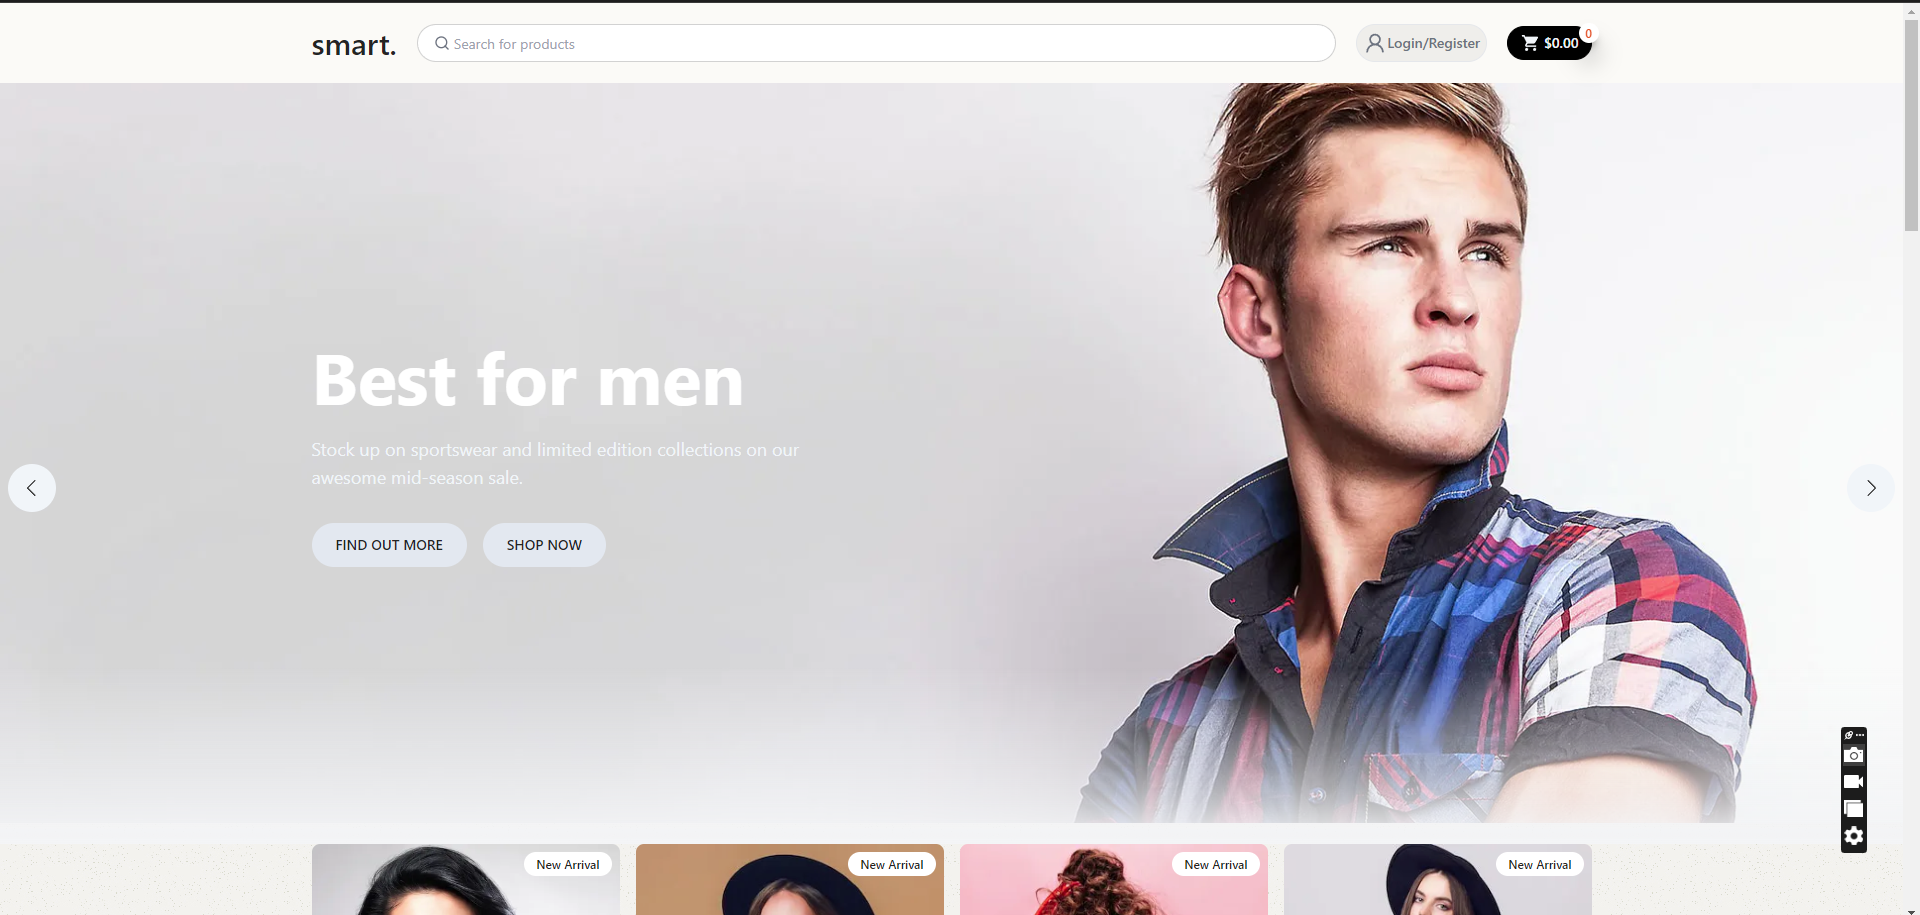 smart.
Search for products
Login/Register
$0.00
0
Best for men
Stock up on sportswear and limited edition collections on our
awesome mid-season sale.
FIND OUT MORE
SHOP NOW
New Arrival
New Arrival
New Arrival
New Arrival